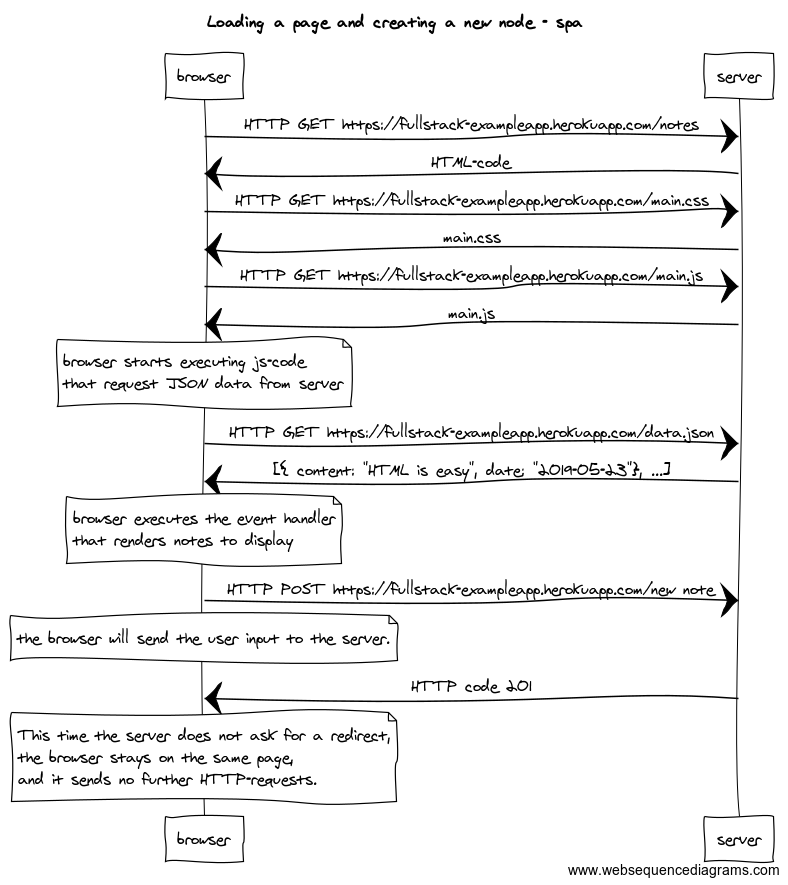 Loading a page and creating a new node - spa
browser
server
HTTP GET https://fullstack-exampleapp.herokuapp.com/notes
HTML-code
HTTP GET https://fullstack-exampleapp.herokuapp.com/main.css
main.css
HTTP GET https://fullstack-exampleapp.herokuapp.com/main.js
main.js
browser starts executing js-code
that request JSON data from server
HTTP GET https://fullstack-exampleapp.herokuapp.com/data.json
[{ content: "HTML is easy", date: "2019-05-23"}, ...]
browser executes the event handler
that renders notes to display
HTTP POST https://fullstack-exampleapp.herokuapp.com/new note
the browser will send the user input to the server.
HTTP code 201
This time the server does not ask for a redirect,
the browser stays on the same page,
and it sends no further HTTP-requests.
browser
server
www.websequencediagrams.com